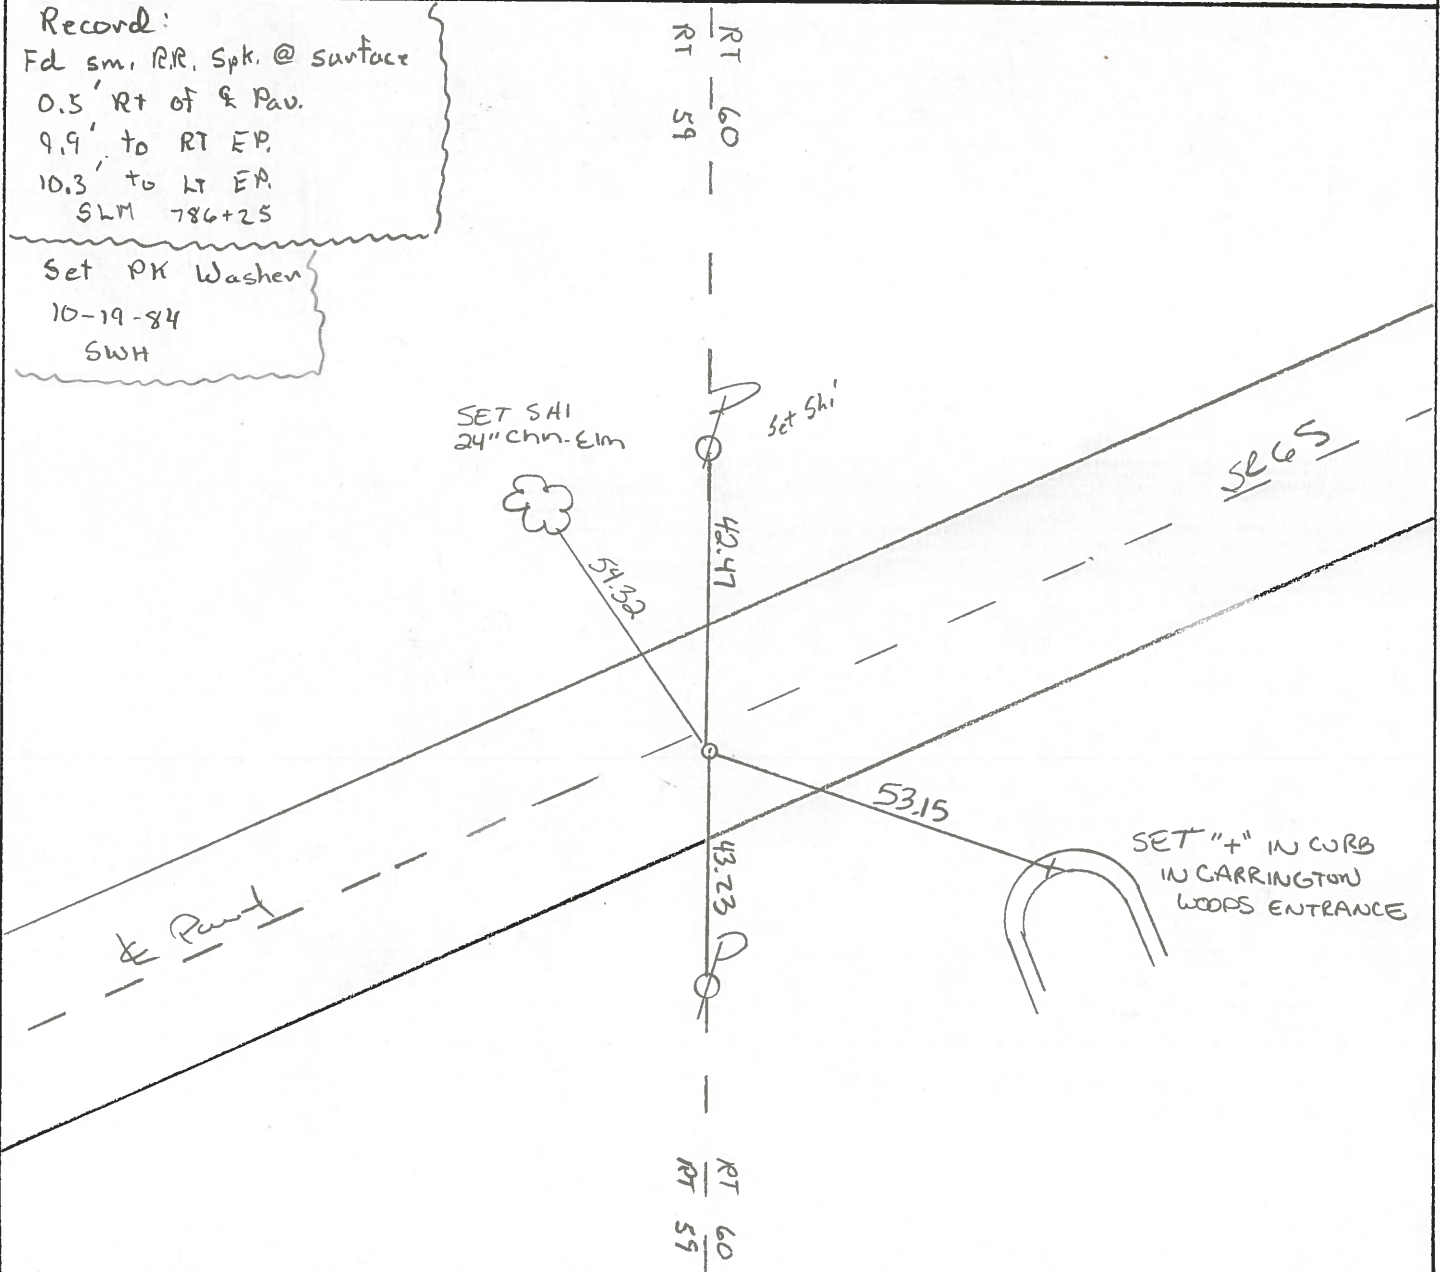 Record:
Fd sm. R.R. Spk. @ surface
0.5' Rt of ℄ Pav.
9.9' to RT EP.
10.3' to LT EP.
SLM 786+25
Set PK Washer
10-19-84
SWH
RT 60
RT 59
SET SHI
24" Chn-Elm
Set Shi'
42.47
54.32
SR 65
53.15
43.23
SET "+" IN CURB
IN CARRINGTON
WOODS ENTRANCE
℄ Pav't
RT 60
RT 59